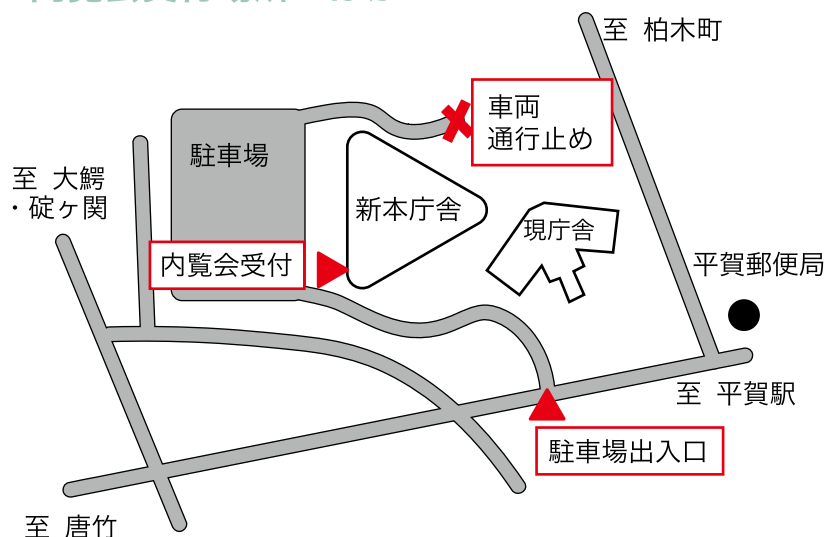 至 柏木町
車両
通行止め
駐車場
至 大鰐
・碇ヶ関
新本庁舎
現庁舎
内覧会受付
平賀郵便局
至 平賀駅
駐車場出入口
至 唐竹